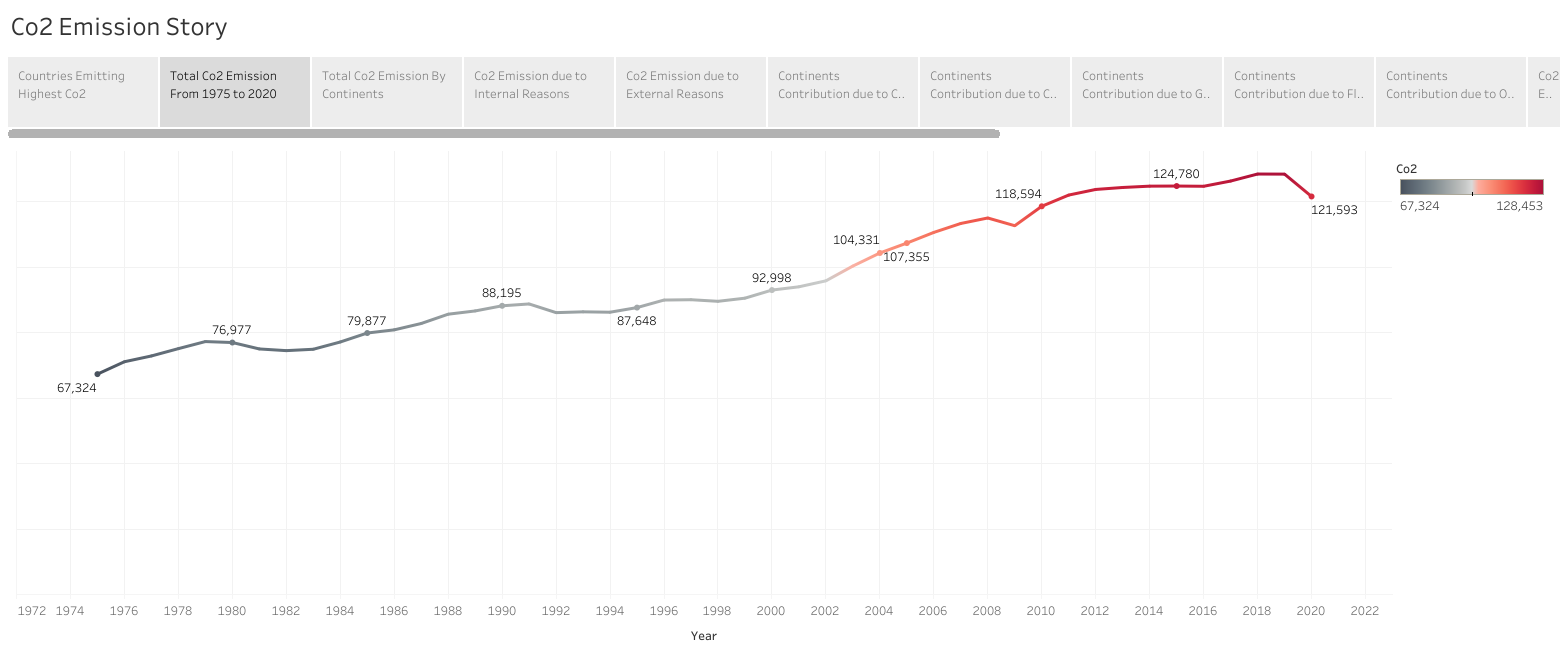 Co2 Emission Story
Countries Emitting
Highest Co2
Total Co2 Emission
From 1975 to 2020
Total Co2 Emission By
Continents
Co2 Emission due to
Internal Reasons
Co2 Emission due to
External Reasons
Continents
Contribution due to C..
Continents
Contribution due to C..
Continents
Contribution due to G..
Continents
Contribution due to Fl..
Continents
Contribution due to O..
Co2
E..
67,324
76,977
79,877
88,195
87,648
92,998
104,331
107,355
118,594
124,780
121,593
Co2
67,324 128,453
1972 1974 1976 1978 1980 1982 1984 1986 1988 1990 1992 1994 1996 1998 2000 2002 2004 2006 2008 2010 2012 2014 2016 2018 2020 2022
Year